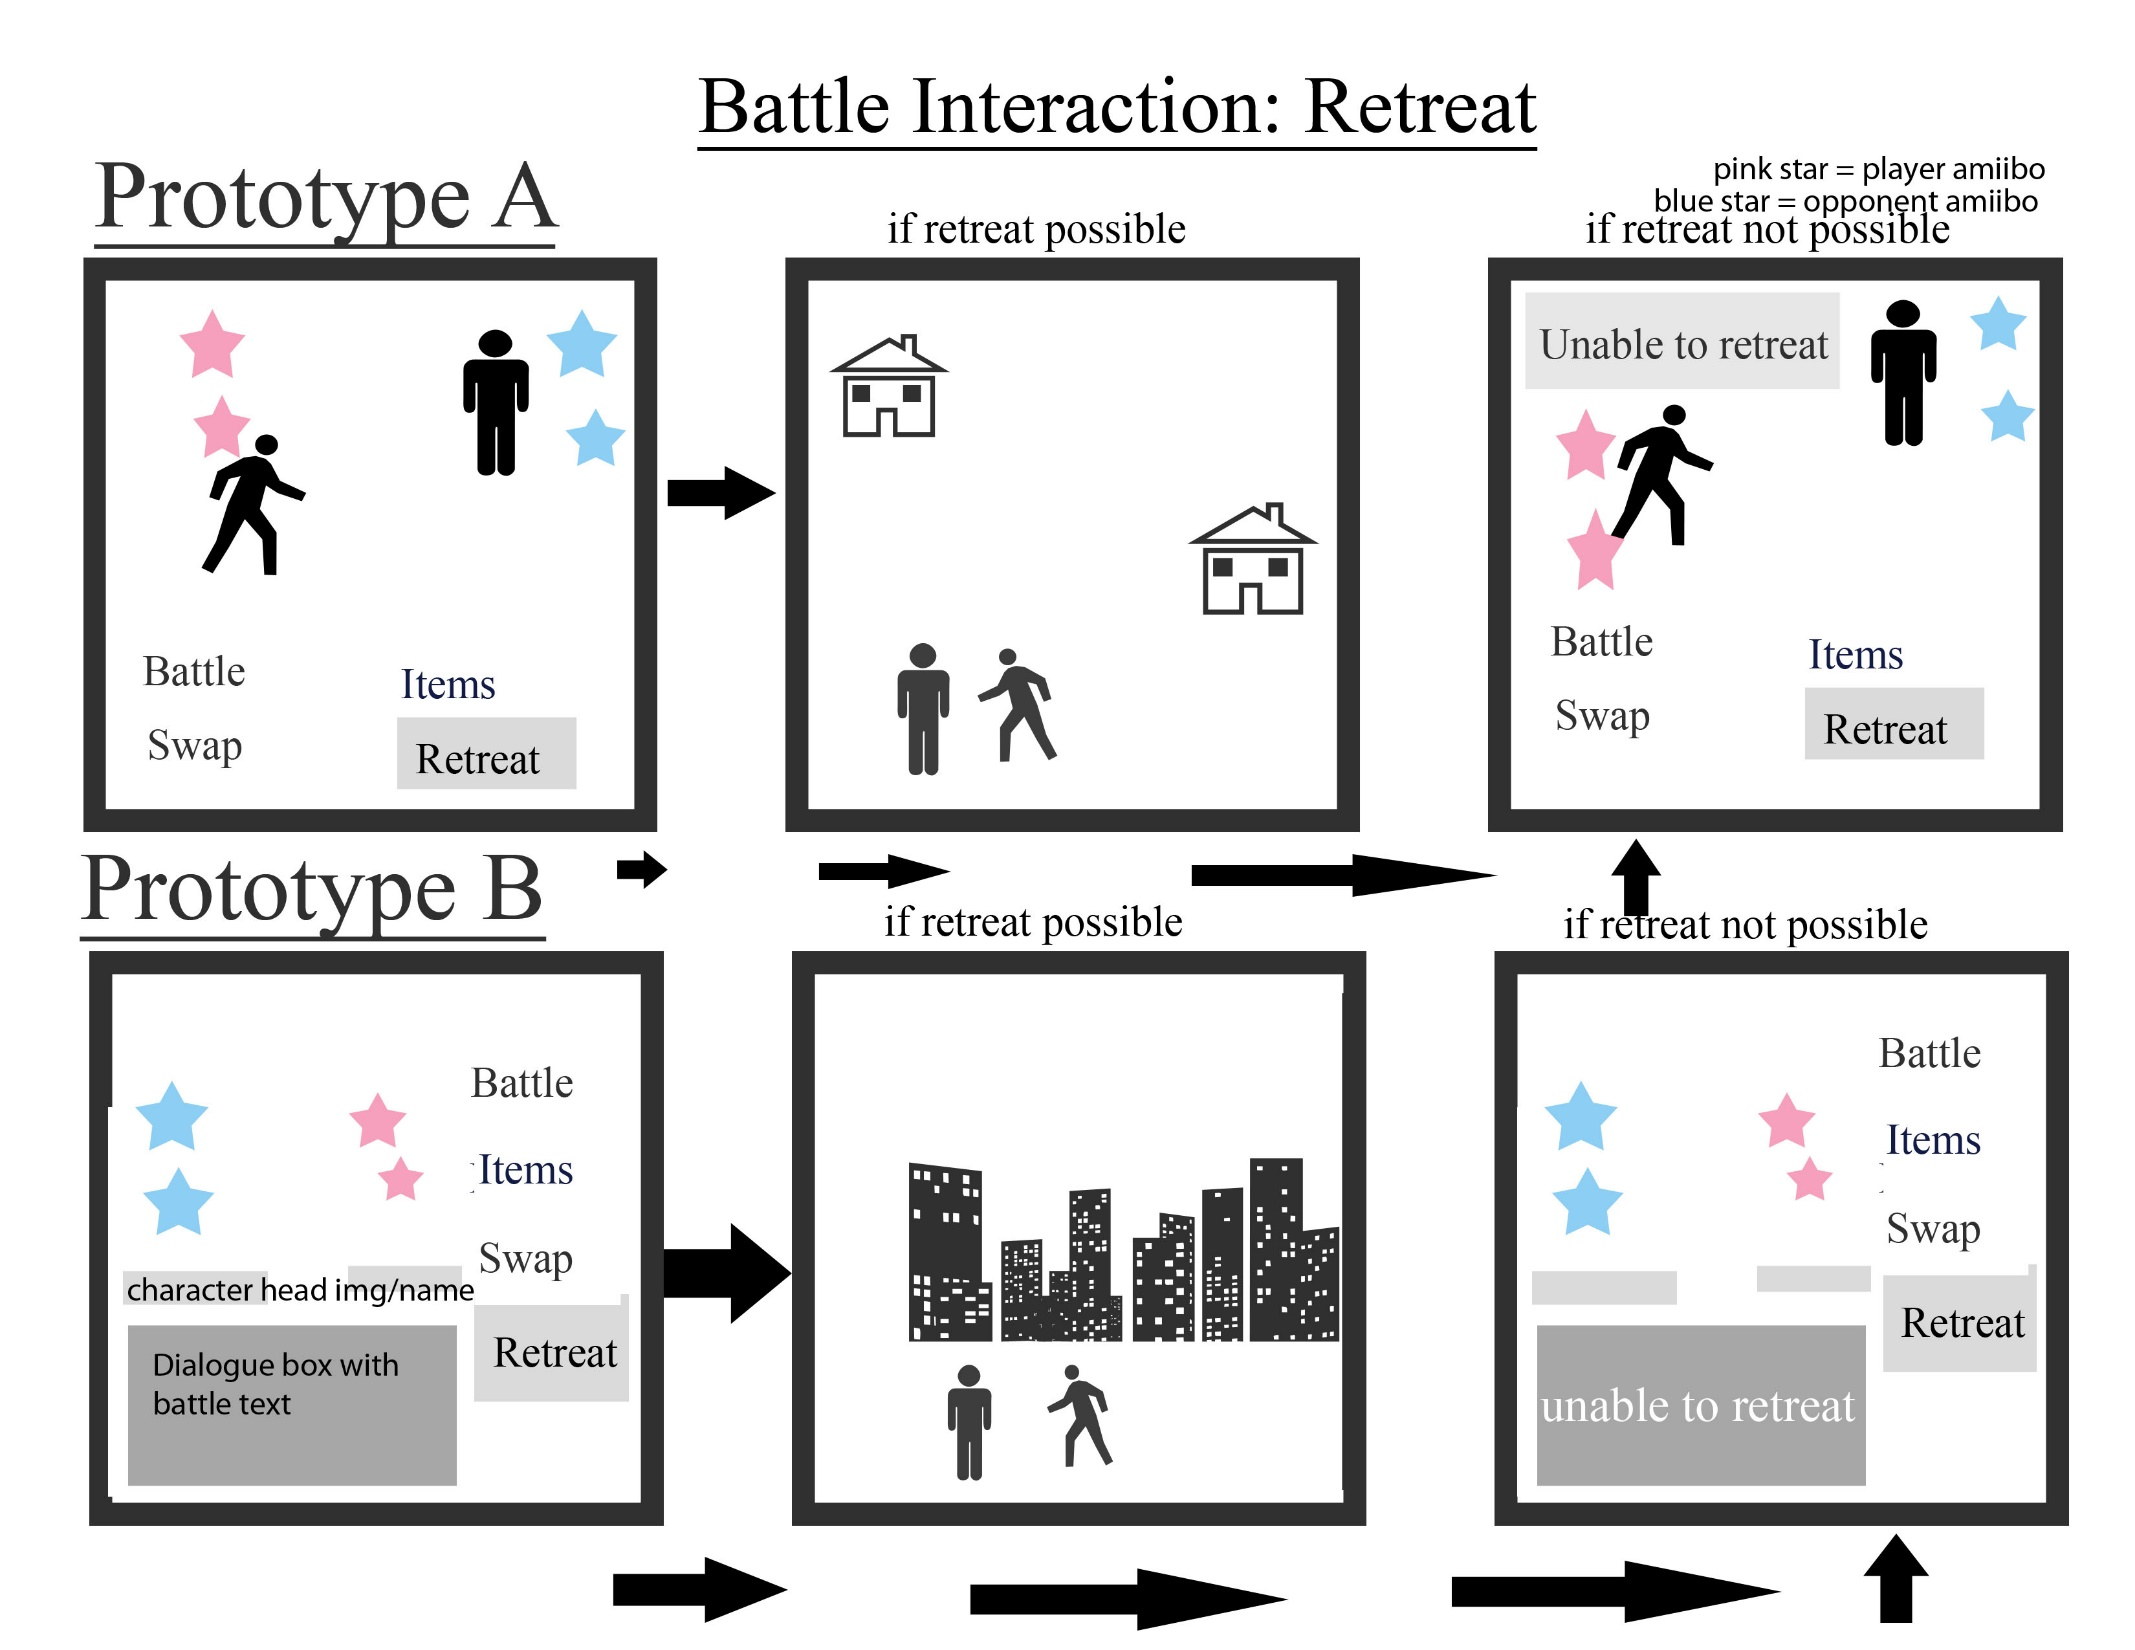 Battle Interaction: Retreat
Prototype A
pink star = player amiibo
blue star = opponent amiibo
if retreat possible
if retreat not possible
Battle
Items
Swap
Retreat
Unable to retreat
Battle
Items
Swap
Retreat
Prototype B
if retreat possible
if retreat not possible
Battle
Items
Swap
character head img/name
Retreat
Dialogue box with
battle text
Battle
Items
Swap
Retreat
unable to retreat